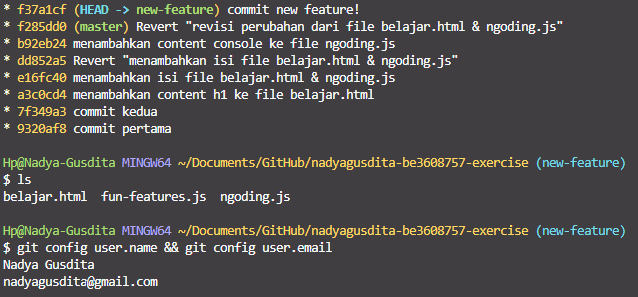 * f37a1cf (HEAD -> new-feature) commit new feature!
* f285dd0 (master) Revert "revisi perubahan dari file belajar.html & ngoding.js"
* b92eb24 menambahkan content console ke file ngoding.js
* dd852a5 Revert "menambahkan isi file belajar.html & ngoding.js"
* e16fc40 menambahkan isi file belajar.html & ngoding.js
* a3c0cd4 menambahkan content h1 ke file belajar.html
* 7f349a3 commit kedua
* 9320af8 commit pertama
Hp@Nadya-Gusdita MINGW64 ~/Documents/GitHub/nadyagusdita-be3608757-exercise (new-feature)
$ ls
belajar.html  fun-features.js  ngoding.js
Hp@Nadya-Gusdita MINGW64 ~/Documents/GitHub/nadyagusdita-be3608757-exercise (new-feature)
$ git config user.name && git config user.email
Nadya Gusdita
nadyagusdita@gmail.com